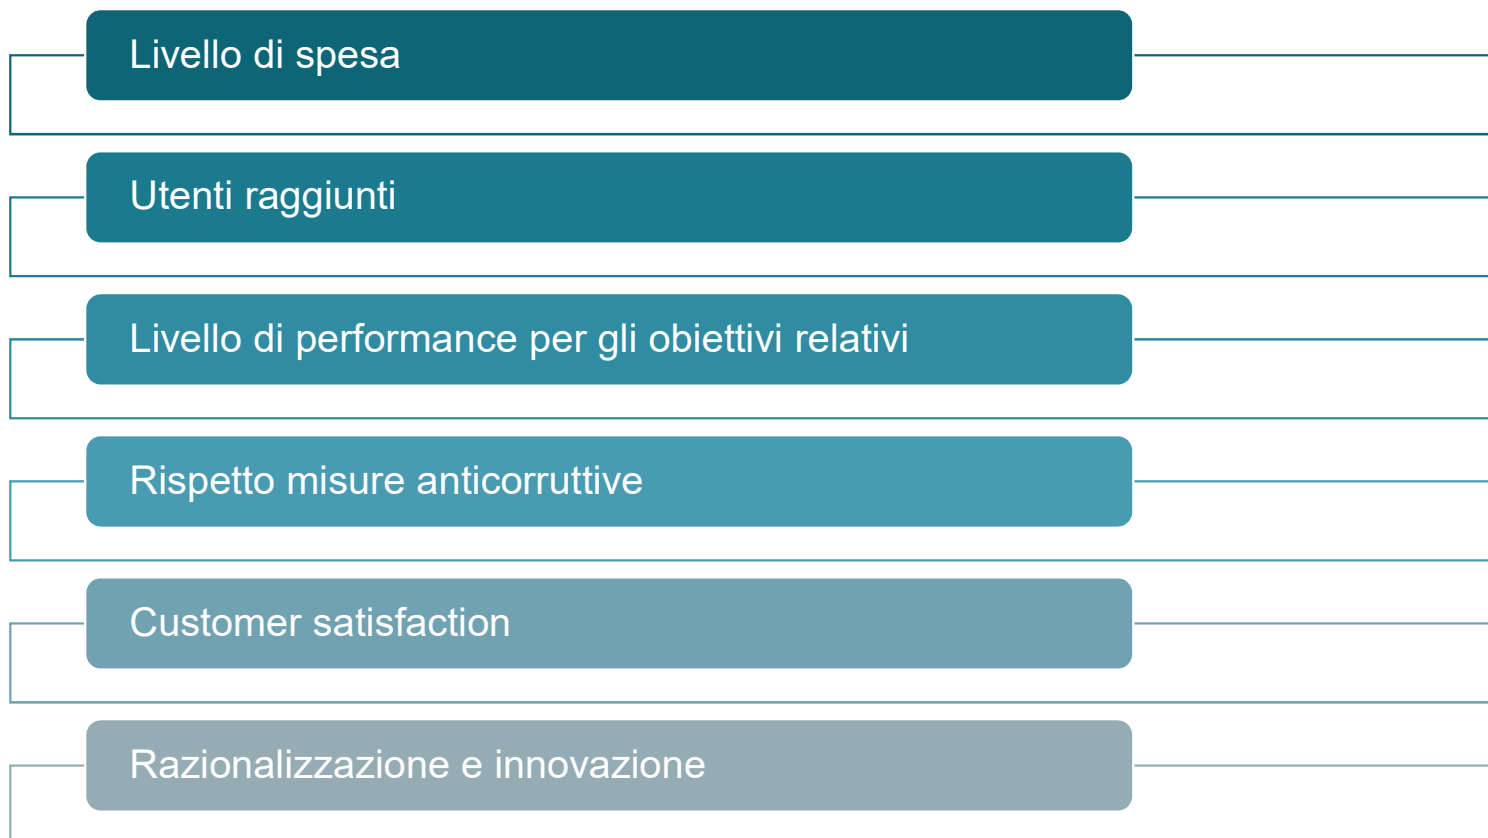 Livello di spesa
Utenti raggiunti
Livello di performance per gli obiettivi relativi
Rispetto misure anticorruttive
Customer satisfaction
Razionalizzazione e innovazione